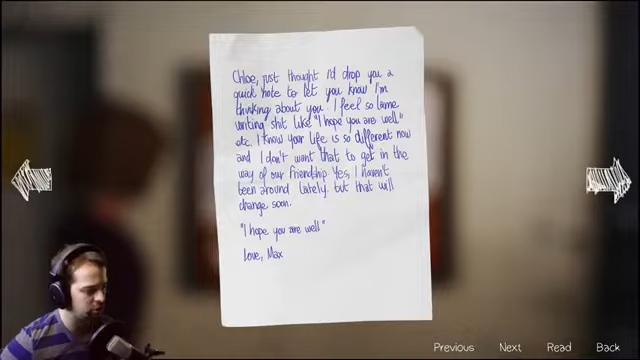 Chloe, just thought I'd drop you a
quick note to let you know I'm
thinking about you. I feel so lame
writing shit like "I hope you are well"
etc. I know your life is so different now
and I don't want that to get in the
way of our friendship. Yes, I haven't
been around lately. but that will
change soon.
"I hope you are well"
Love, Max
Previous
Next
Read
Back